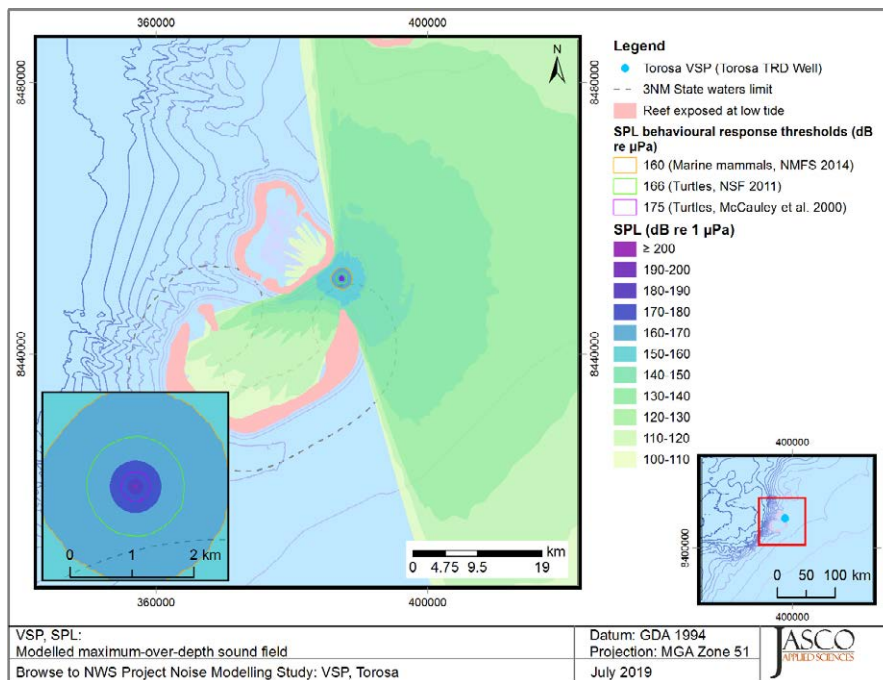 360000
400000
8480000
8440000
N
8480000
8440000
0
1
2 km
km
0
4.75
9.5
19
360000
400000
Legend
Torosa VSP (Torosa TRD Well)
3NM State waters limit
Reef exposed at low tide
SPL behavioural response thresholds (dB
re µPa)
160 (Marine mammals, NMFS 2014)
166 (Turtles, NSF 2011)
175 (Turtles, McCauley et al. 2000)
SPL (dB re 1 µPa)
≥ 200
190-200
180-190
170-180
160-170
150-160
140-150
130-140
120-130
110-120
100-110
400000
8400000
0 50 100 km
400000
VSP, SPL:
Modelled maximum-over-depth sound field
Browse to NWS Project Noise Modelling Study: VSP, Torosa
Datum: GDA 1994
Projection: MGA Zone 51
July 2019
JASCO
APPLIED SCIENCES